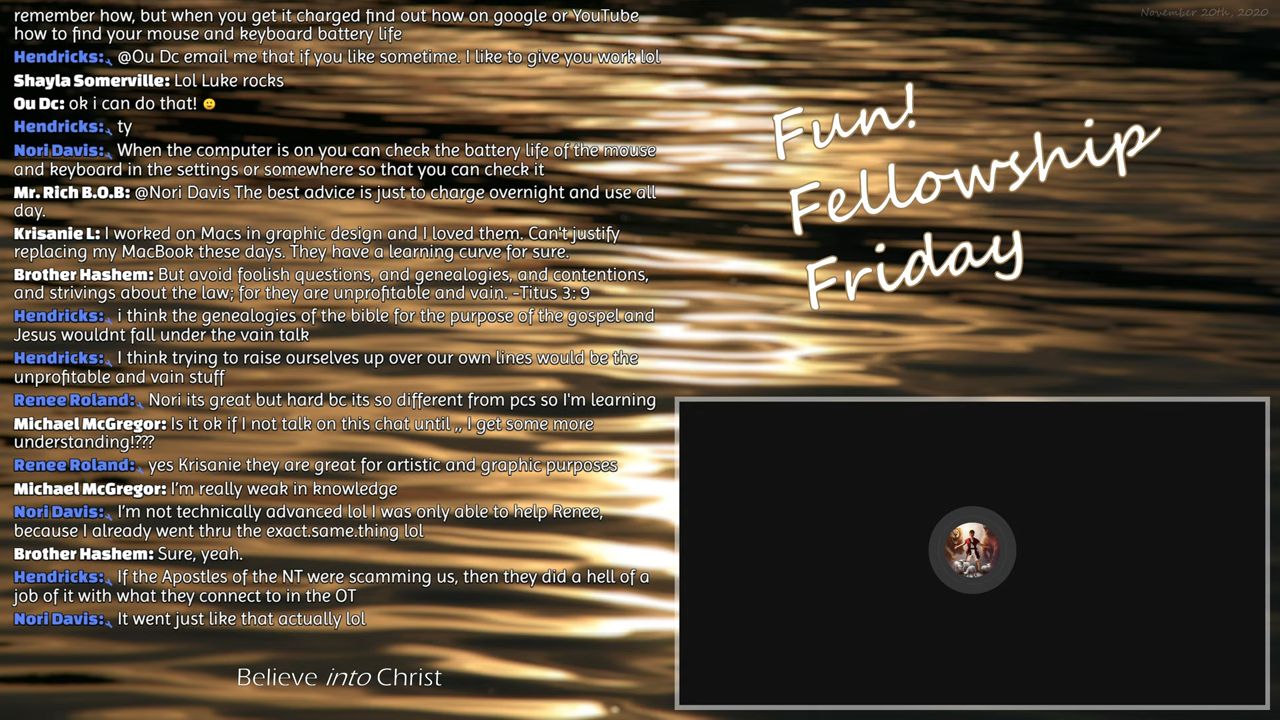 remember how, but when you get it charged find out how on google or YouTube
how to find your mouse and keyboard battery life
Hendricks: @Ou Dc email me that if you like sometime. I like to give you work lol
Shayla Somerville: Lol Luke rocks
Ou Dc: ok i can do that! 🙂
Hendricks: ty
Nori Davis: When the computer is on you can check the battery life of the mouse
and keyboard in the settings or somewhere so that you can check it
Mr. Rich B.O.B: @Nori Davis The best advice is just to charge overnight and use all
day.
Krisanie L: I worked on Macs in graphic design and I loved them. Can't justify
replacing my MacBook these days. They have a learning curve for sure.
Brother Hashem: But avoid foolish questions, and genealogies, and contentions,
and strivings about the law; for they are unprofitable and vain. -Titus 3: 9
Hendricks: i think the genealogies of the bible for the purpose of the gospel and
Jesus wouldnt fall under the vain talk
Hendricks: I think trying to raise ourselves up over our own lines would be the
unprofitable and vain stuff
Renee Roland: Nori its great but hard bc its so different from pcs so I'm learning
Michael McGregor: Is it ok if I not talk on this chat until ,, I get some more
understanding!???
Renee Roland: yes Krisanie they are great for artistic and graphic purposes
Michael McGregor: I'm really weak in knowledge
Nori Davis: I'm not technically advanced lol I was only able to help Renee,
because I already went thru the exact.same.thing lol
Brother Hashem: Sure, yeah.
Hendricks: If the Apostles of the NT were scamming us, then they did a hell of a
job of it with what they connect to in the OT
Nori Davis: It went just like that actually lol
Believe into Christ
November 20th, 2020
Fun!
Fellowship
Friday